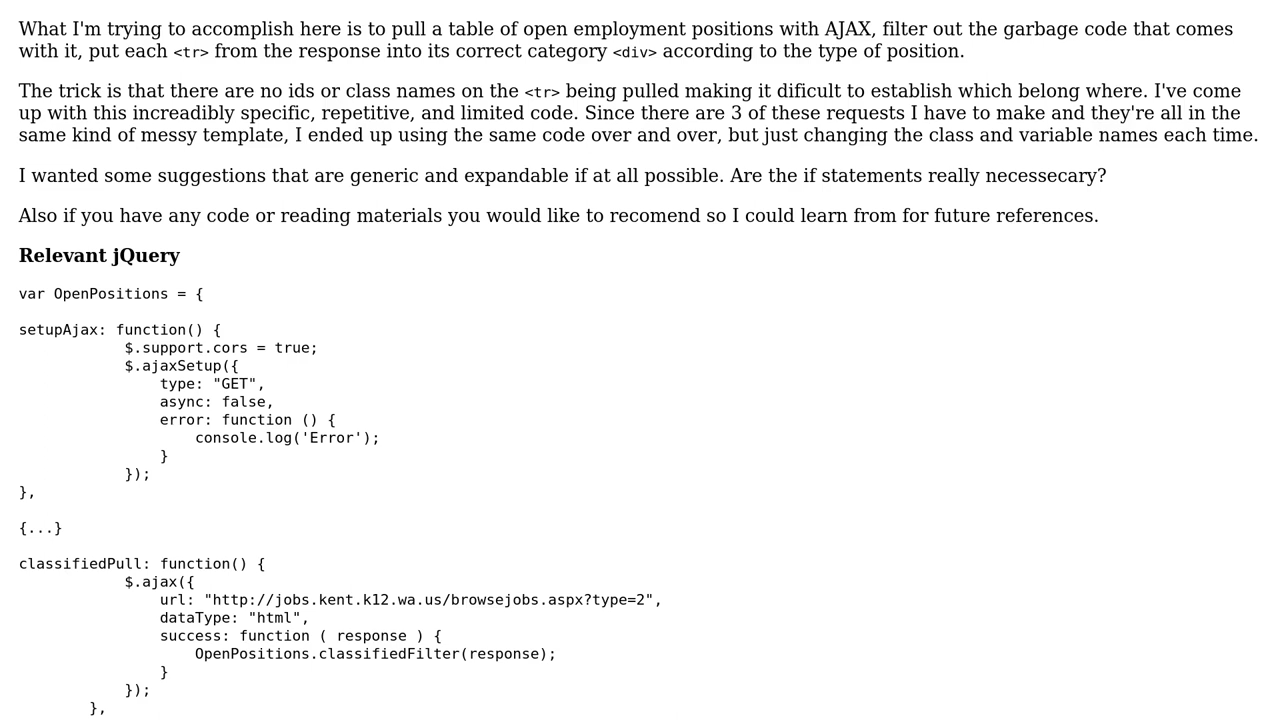 What I'm trying to accomplish here is to pull a table of open employment positions with AJAX, filter out the garbage code that comes
with it, put each <tr> from the response into its correct category <div> according to the type of position.
The trick is that there are no ids or class names on the <tr> being pulled making it dificult to establish which belong where. I've come
up with this increadibly specific, repetitive, and limited code. Since there are 3 of these requests I have to make and they're all in the
same kind of messy template, I ended up using the same code over and over, but just changing the class and variable names each time.
I wanted some suggestions that are generic and expandable if at all possible. Are the if statements really necessecary?
Also if you have any code or reading materials you would like to recomend so I could learn from for future references.
Relevant jQuery
var OpenPositions = {
setupAjax: function() {
            $.support.cors = true;
            $.ajaxSetup({
                type: "GET",
                async: false,
                error: function () {
                    console.log('Error');
                }
            });
},
{...}
classifiedPull: function() {
            $.ajax({
                url: "http://jobs.kent.k12.wa.us/browsejobs.aspx?type=2",
                dataType: "html",
                success: function ( response ) {
                    OpenPositions.classifiedFilter(response);
                }
            });
        },